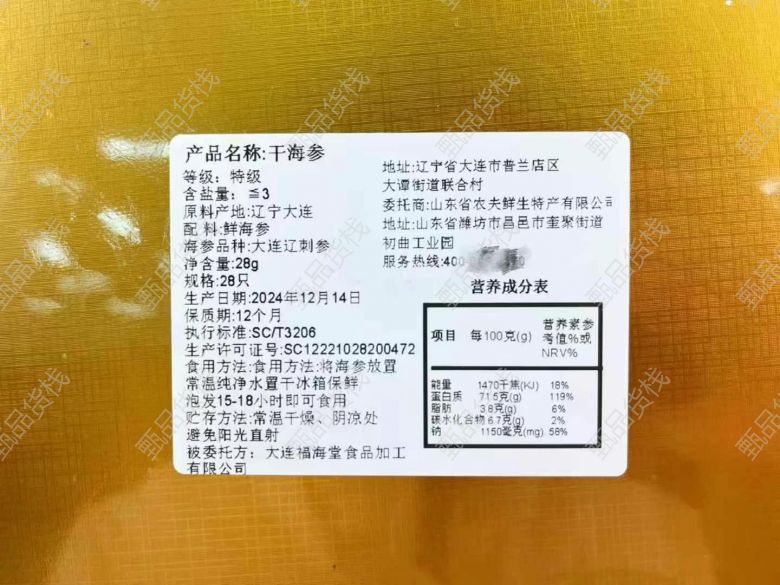 产品名称:干海参
等级：特级
含盐量：≦3
原料产地:辽宁大连
配 料:鲜海参
海参品种:大连辽刺参
净含量:28g
规格:28只
生产日期:2024年12月14日
保质期:12个月
执行标准:SC/T3206
生产许可证号:SC12221028200472
食用方法:食用方法:将海参放置
常温纯净水置干冰箱保鲜
泡发15-18小时即可食用
贮存方法:常温干燥、阴凉处
避免阳光直射
被委托方：大连福海堂食品加工
有限公司
地址:辽宁省大连市普兰店区
大谭街道联合村
委托商:山东省农夫鲜生特产有限公司
地址:山东省潍坊市昌邑市奎聚街道
初曲工业园
服务热线:400-
营养成分表
项目 每100克(g) 营养素参考值%或NRV%
能量 1470千焦(KJ) 18%
蛋白质 71.5克(g) 119%
脂肪 3.8克(g) 6%
碳水化合物 6.7克(g) 2%
钠 1150毫克(mg) 58%
甄品货栈